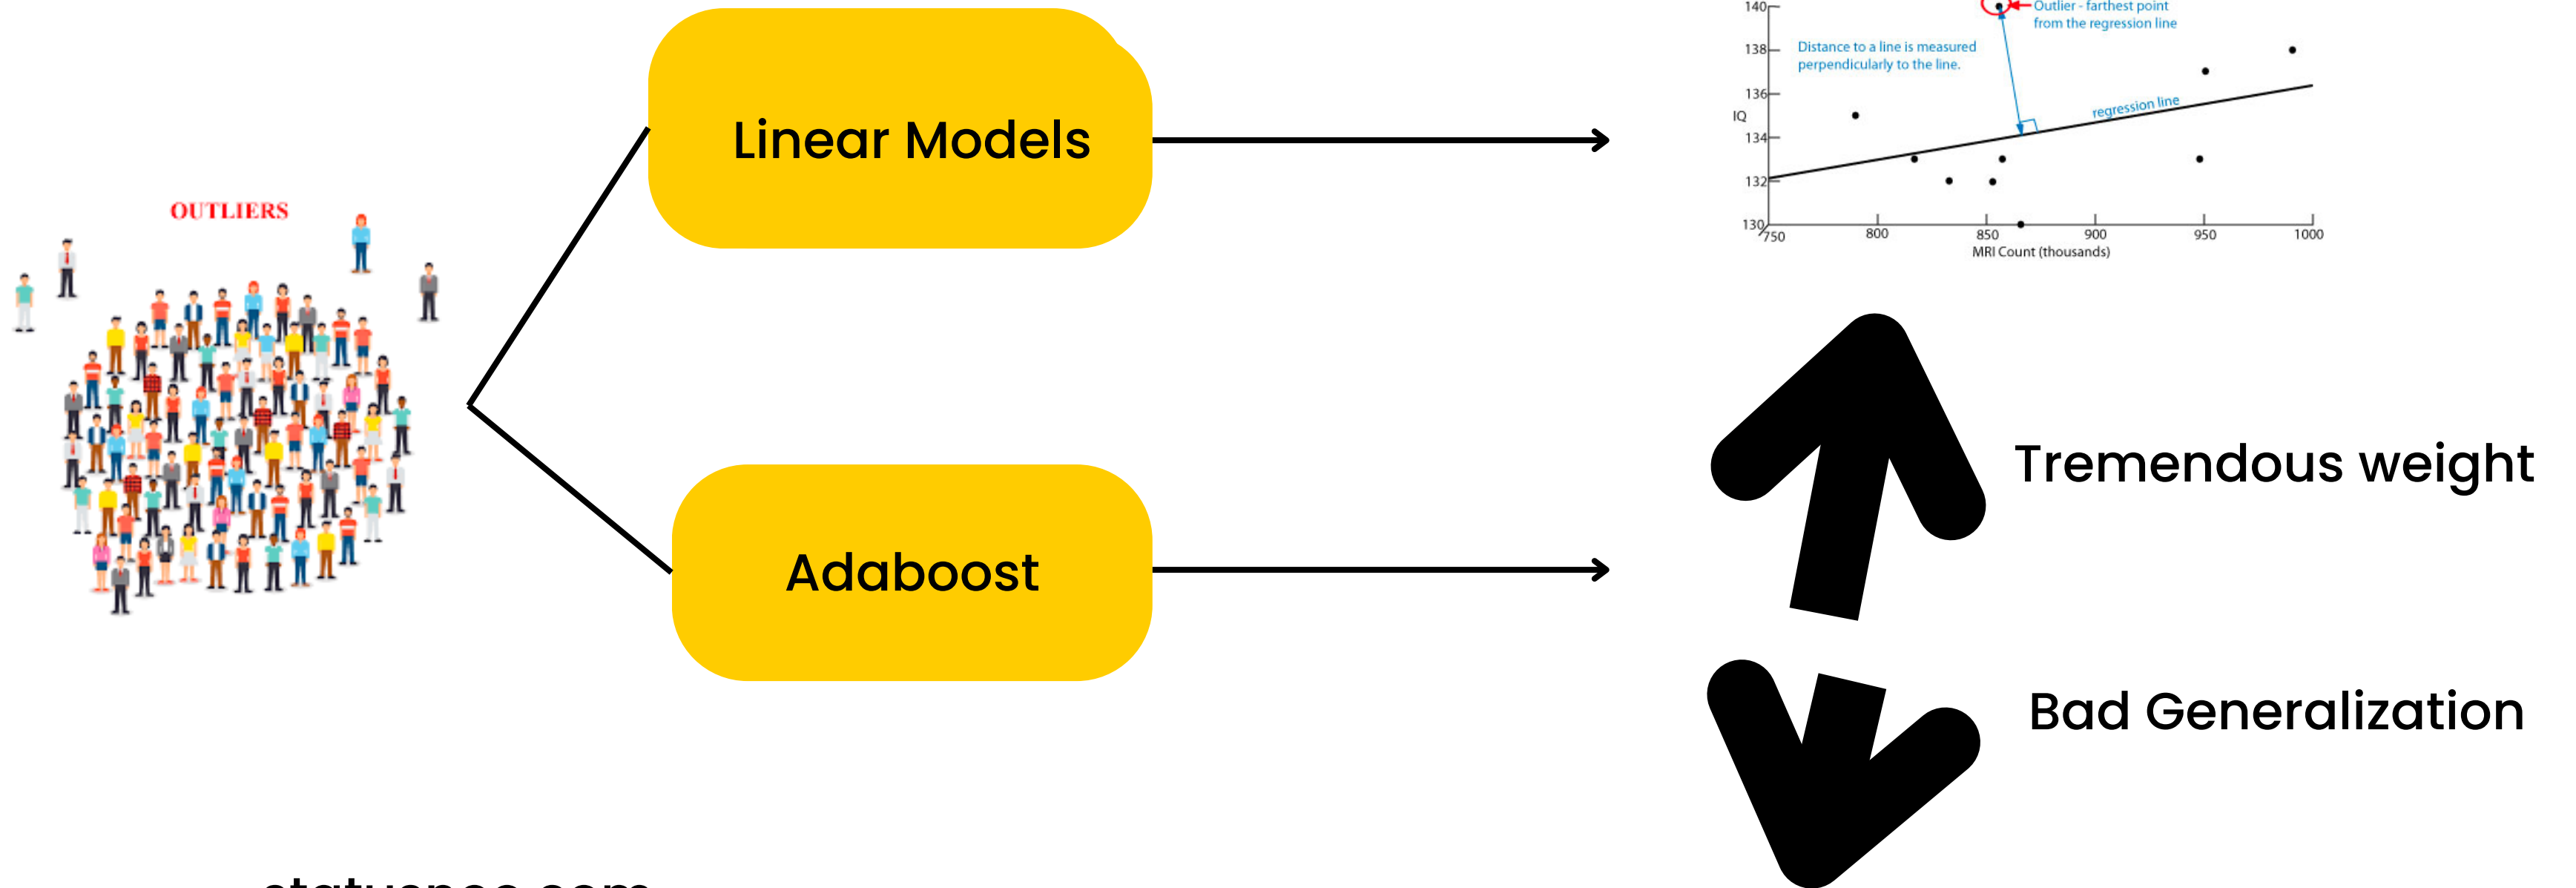 OUTLIERS
Linear Models
Adaboost
140
138
136
134
132
130
IQ
Outlier - farthest point
from the regression line
Distance to a line is measured
perpendicularly to the line.
regression line
750
800
850
900
950
1000
MRI Count (thousands)
Tremendous weight
Bad Generalization